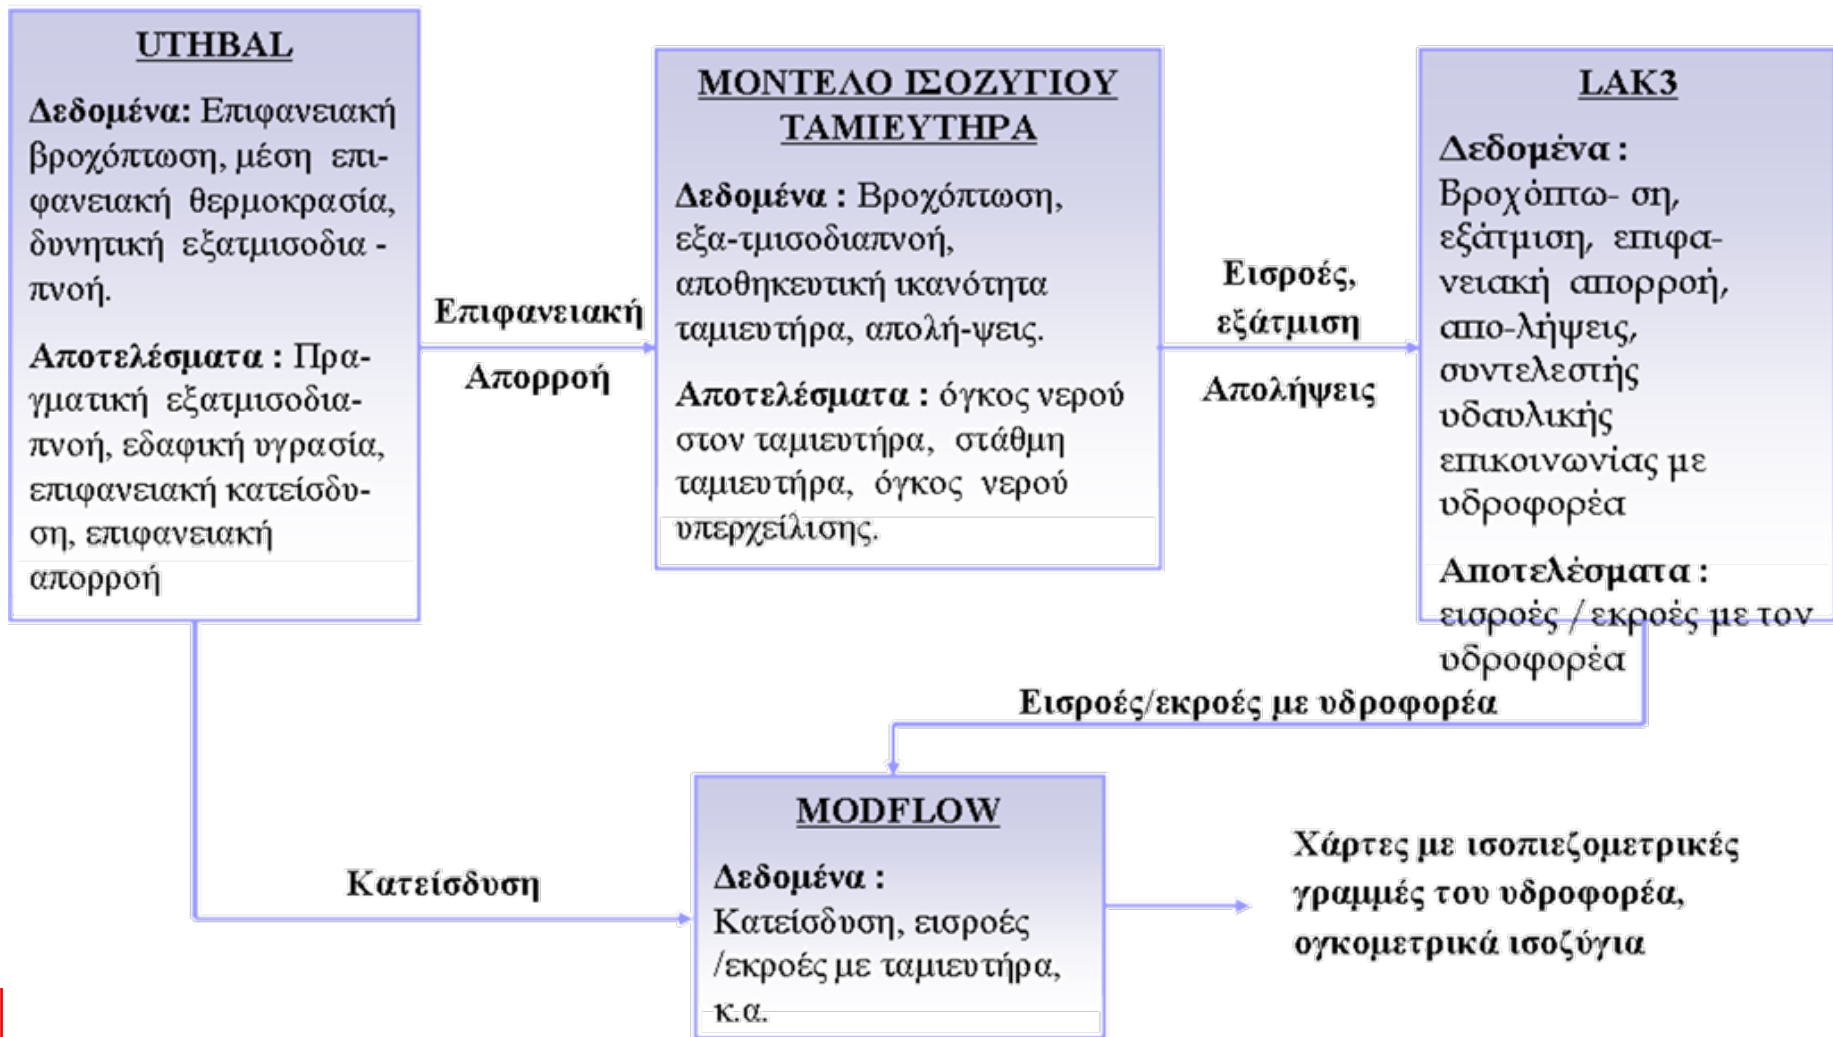 UTHBAL
Δεδομένα: Επιφανειακή
βροχόπτωση, μέση επι-
φανειακή θερμοκρασία,
δυνητική εξατμισοδια -
πνοή.
Αποτελέσματα : Πρα-
γματική εξατμισοδια-
πνοή, εδαφική υγρασία,
επιφανειακή κατείσδυ-
ση, επιφανειακή
απορροή
Επιφανειακή
Απορροή
ΜΟΝΤΕΛΟ ΙΣΟΖΥΓΙΟΥ
ΤΑΜΙΕΥΤΗΡΑ
Δεδομένα : Βροχόπτωση,
εξα-τμισοδιαπνοή,
αποθηκευτική ικανότητα
ταμιευτήρα, απολή-ψεις.
Αποτελέσματα : όγκος νερού
στον ταμιευτήρα, στάθμη
ταμιευτήρα, όγκος νερού
υπερχείλισης.
Εισροές,
εξάτμιση
Απολήψεις
LAK3
Δεδομένα :
Βροχόπτω- ση,
εξάτμιση, επιφα-
νειακή απορροή,
απο-λήψεις,
συντελεστής
υδαυλικής
επικοινωνίας με
υδροφορέα
Αποτελέσματα :
εισροές / εκροές με τον
υδροφορέα
Εισροές/εκροές με υδροφορέα
Κατείσδυση
MODFLOW
Δεδομένα :
Κατείσδυση, εισροές
/εκροές με ταμιευτήρα,
κ.α.
Χάρτες με ισοπιεζομετρικές
γραμμές του υδροφορέα,
ογκομετρικά ισοζύγια